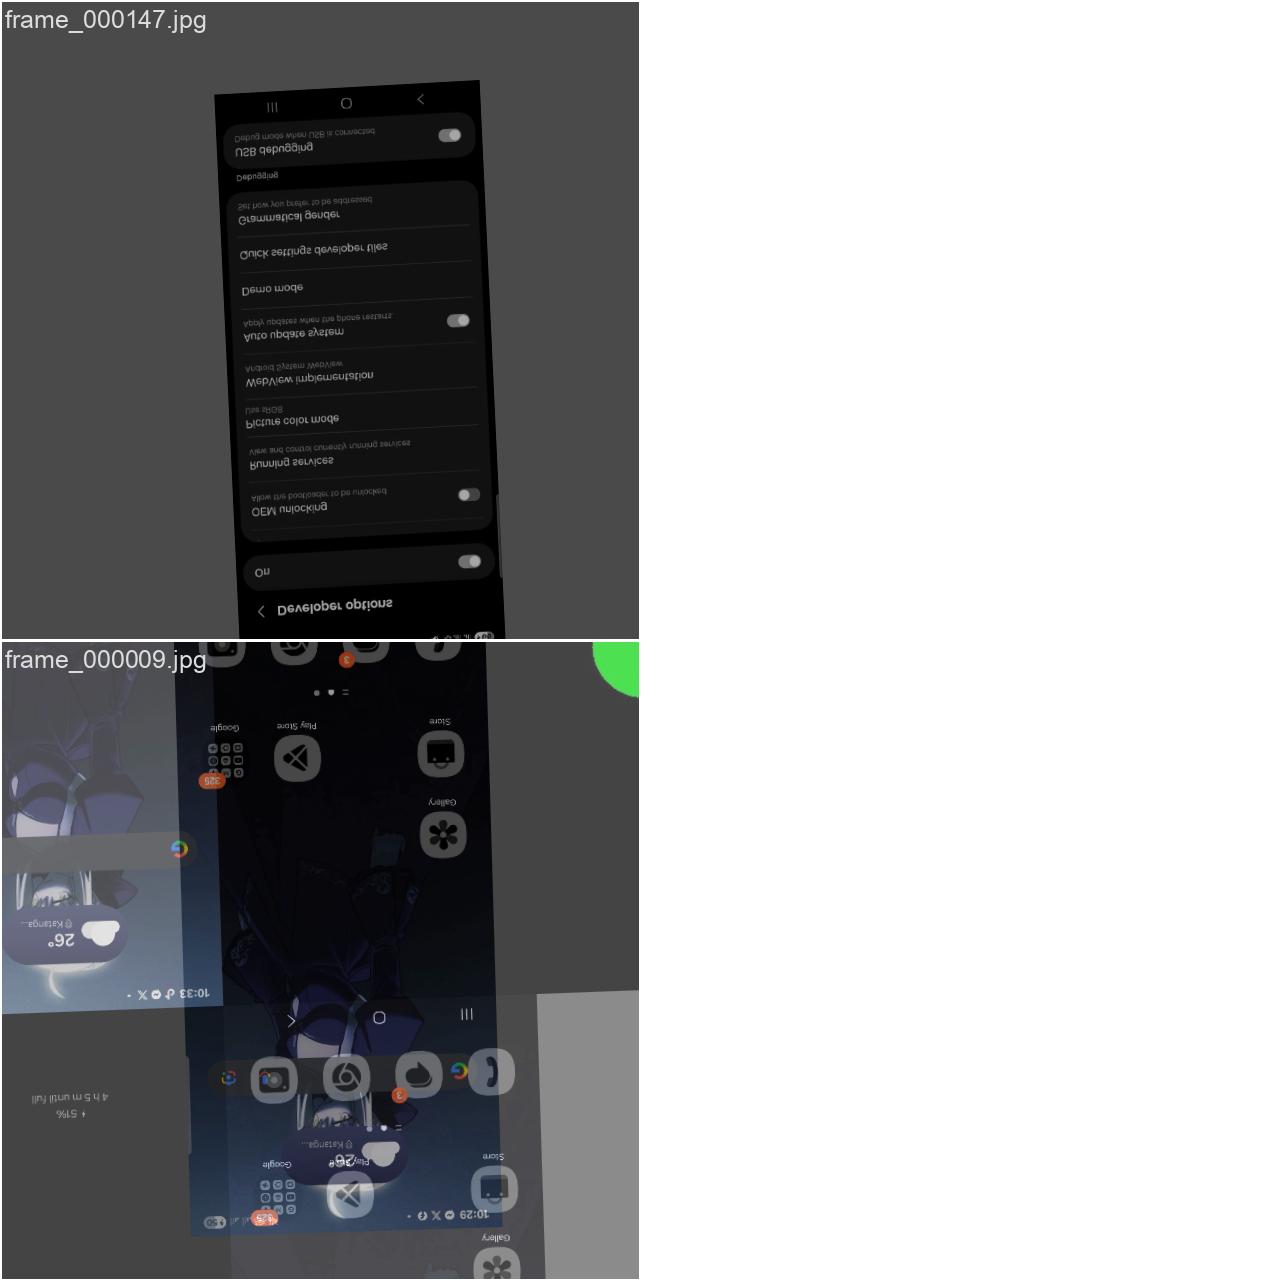 frame_000147.jpg
Debug mode when USB is connected
USB debugging
Debugging
Set how you prefer to be addressed
Grammatical gender
Quick settings developer tiles
Demo mode
Apply updates when the phone restarts.
Auto update system
Android System WebView
WebView implementation
Use sRGB
Picture color mode
View and control currently running services
Running services
Allow the bootloader to be unlocked
OEM unlocking
On
Developer options
frame_000009.jpg
3
Google
Play Store
Store
325
Gallery
Katanga...
26°
10:33
4 h 5 m until full
51%
3
Katanga...
26°
Google
Play Store
Store
325
10:29
Gallery